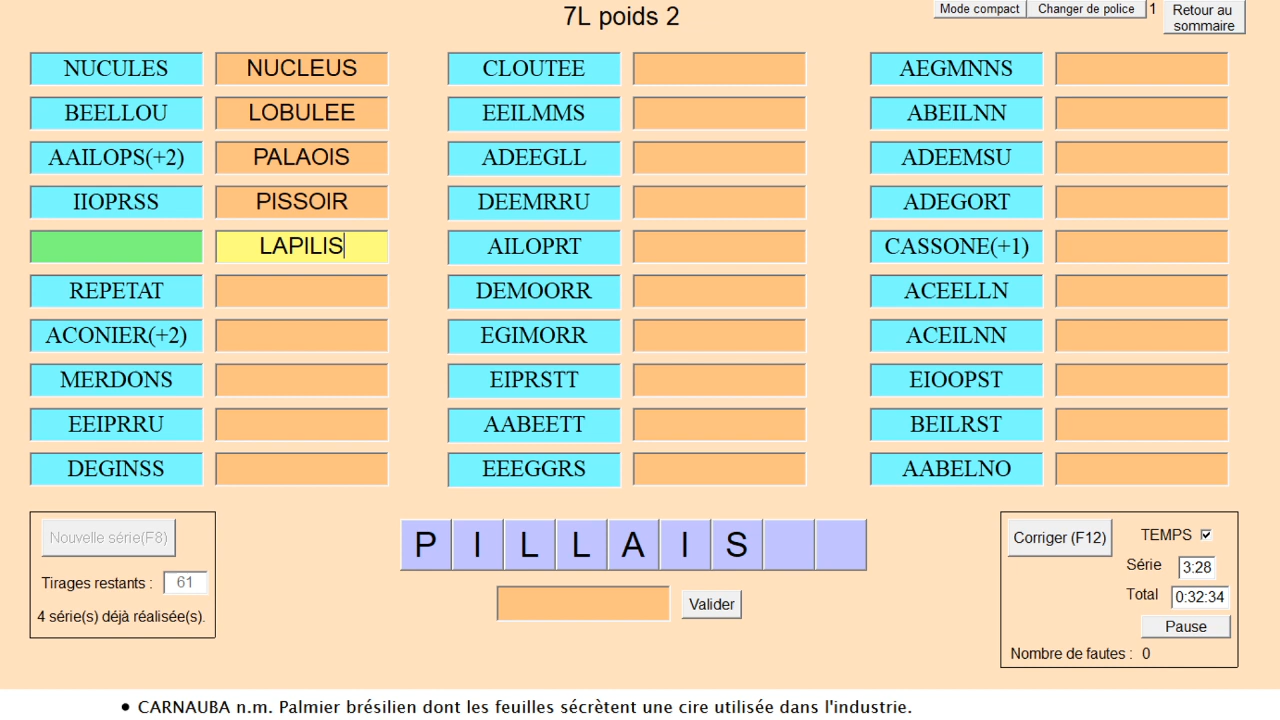 7L poids 2
Mode compact
Changer de police
1
Retour au
sommaire
NUCULES NUCLEUS CLOUTEE AEGMNNS
BEELLOU LOBULEE EEILMMS ABEILNN
AAILOPS(+2) PALAOIS ADEEGLL ADEEMSU
IIOPRSS PISSOIR DEEMRRU ADEGORT
LAPILIS AILOPRT CASSONE(+1)
REPETAT DEMOORR ACEELLN
ACONIER(+2) EGIMORR ACEILNN
MERDONS EIPRSTT EIOOPST
EEIPRRU AABEETT BEILRST
DEGINSS EEEGGRS AABELNO
Nouvelle série(F8)
Tirages restants : 61
4 série(s) déjà réalisée(s).
P I L L A I S
Valider
Corriger (F12)
TEMPS
Série 3:28
Total 0:32:34
Pause
Nombre de fautes : 0
• CARNAUBA n.m. Palmier brésilien dont les feuilles sécrètent une cire utilisée dans l'industrie.